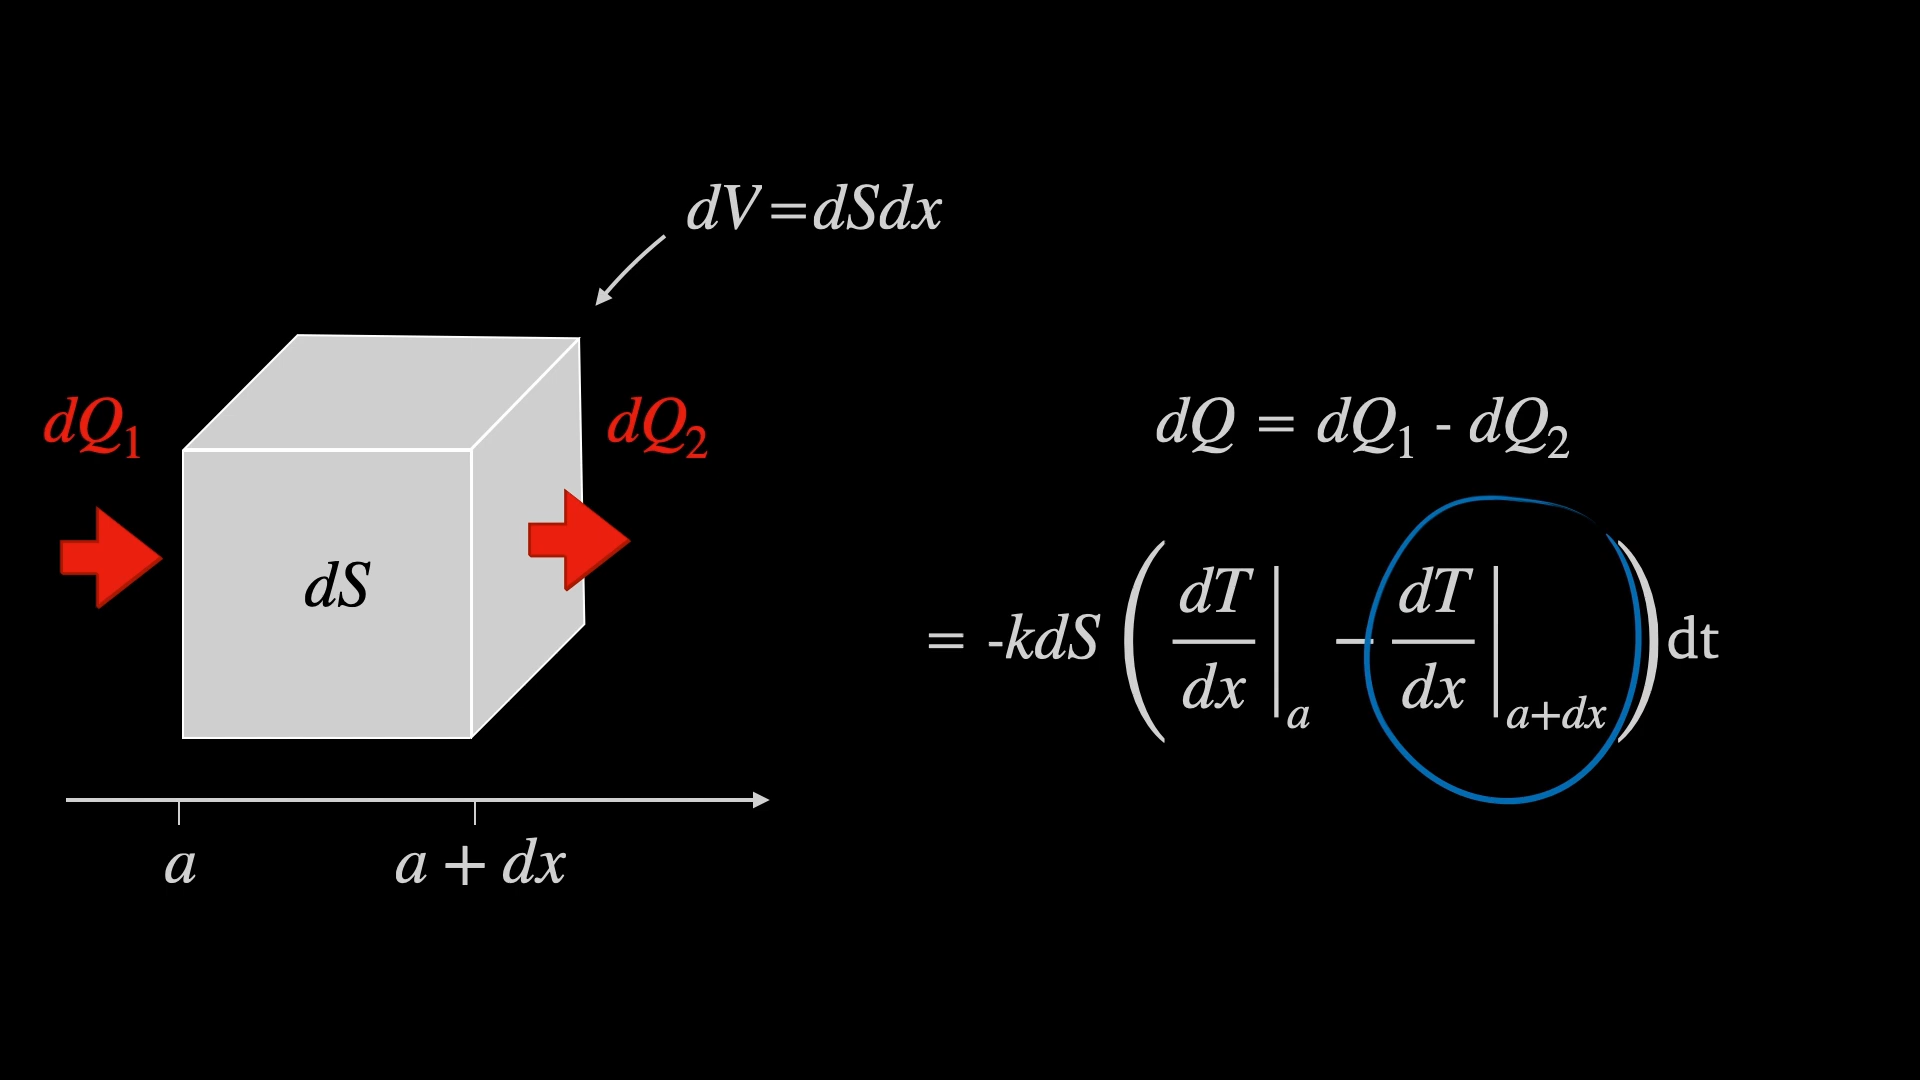 dV=dSdx
dQ₁
dQ₂
dS
a
a + dx
dQ = dQ₁ - dQ₂
= -kdS ( dT/dx |ₐ − dT/dx |ₐ₊dx ) dt